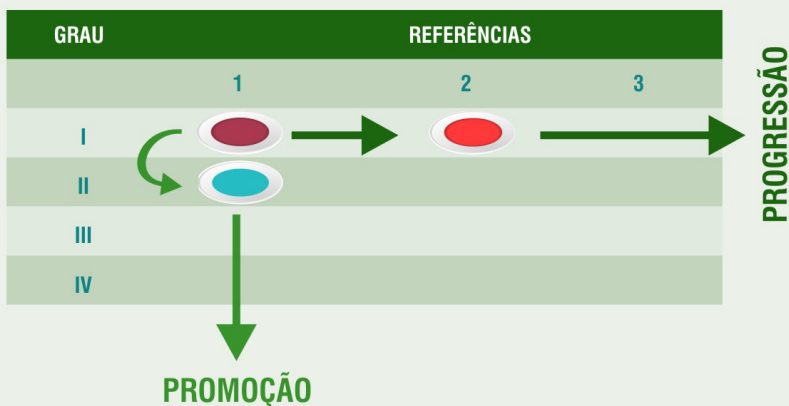 GRAU REFERÊNCIAS
1 2 3
I
II
III
IV
PROGRESSÃO
PROMOÇÃO